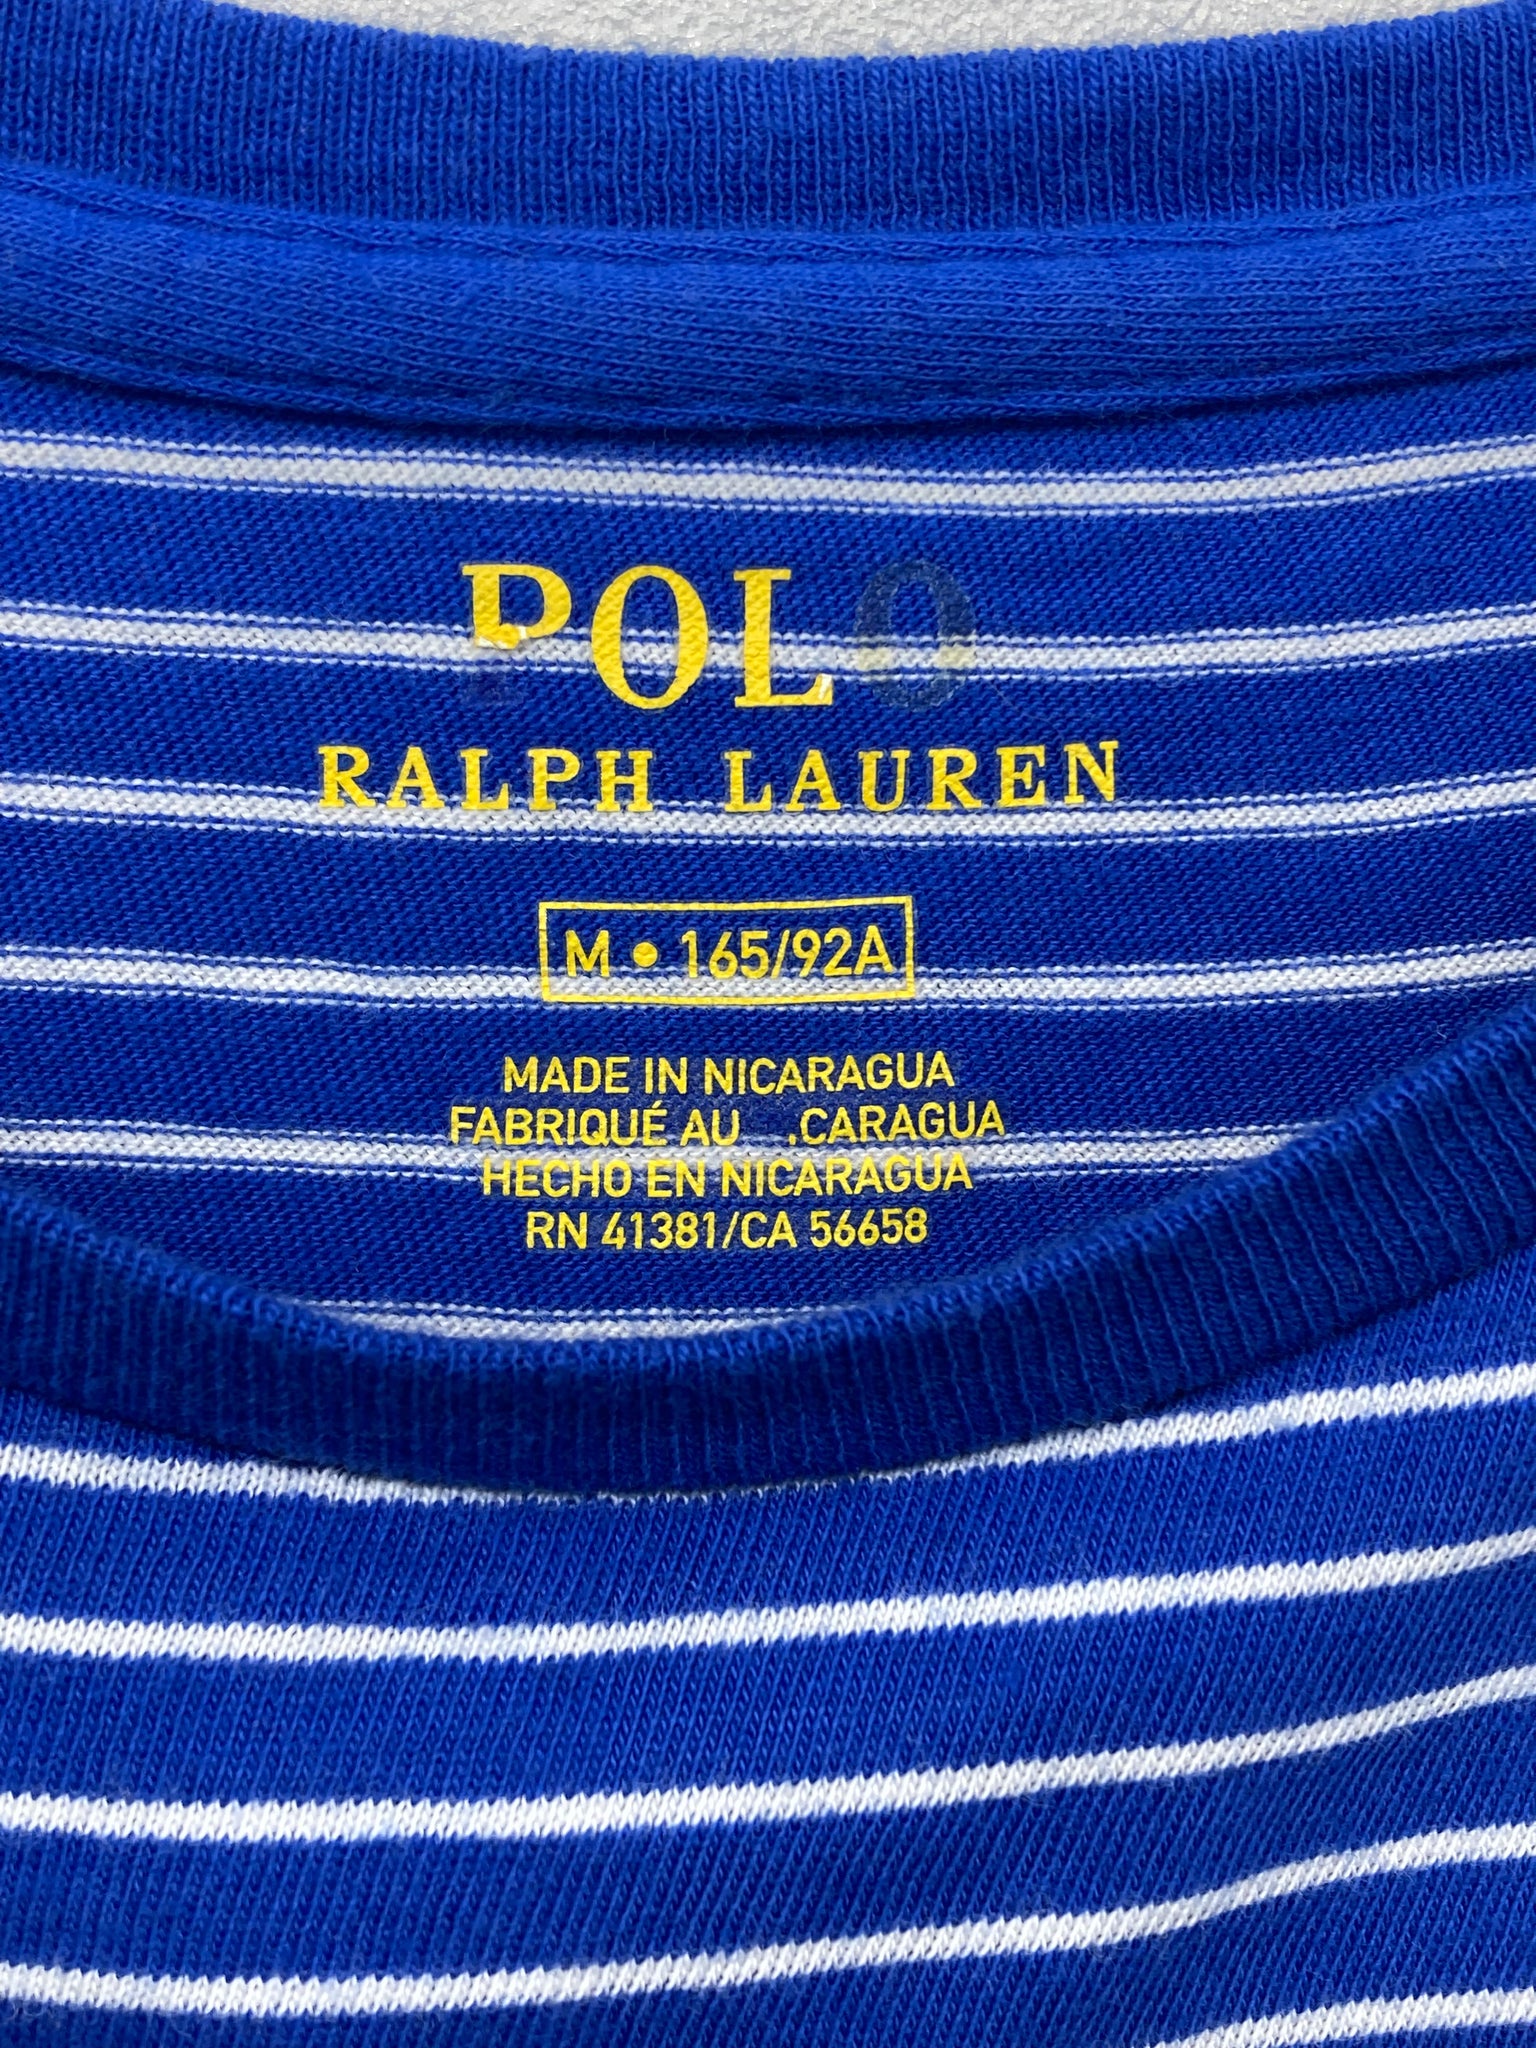 POLO
RALPH LAUREN
M • 165/92A
MADE IN NICARAGUA
FABRIQUÉ AU .CARAGUA
HECHO EN NICARAGUA
RN 41381/CA 56658